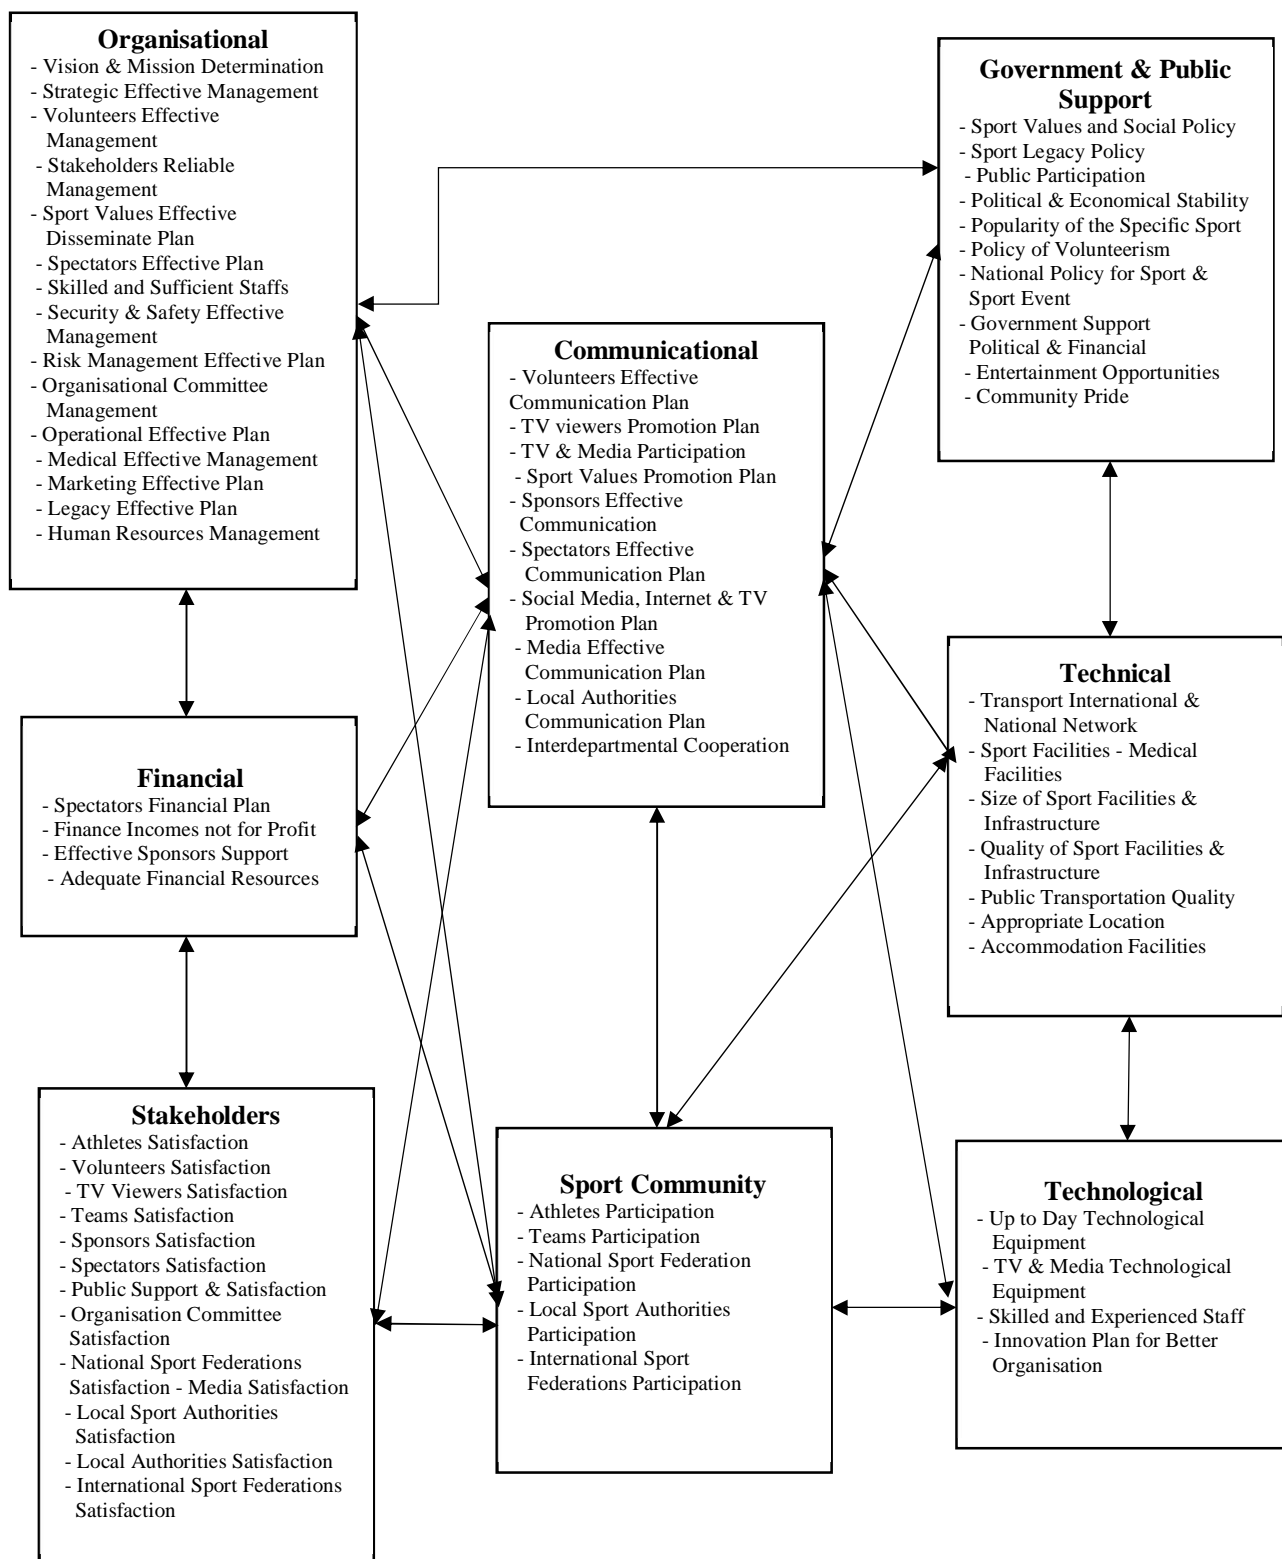 Organisational
- Vision & Mission Determination
- Strategic Effective Management
- Volunteers Effective
Management
- Stakeholders Reliable
Management
- Sport Values Effective
Disseminate Plan
- Spectators Effective Plan
- Skilled and Sufficient Staffs
- Security & Safety Effective
Management
- Risk Management Effective Plan
- Organisational Committee
Management
- Operational Effective Plan
- Medical Effective Management
- Marketing Effective Plan
- Legacy Effective Plan
- Human Resources Management
Government & Public
Support
- Sport Values and Social Policy
- Sport Legacy Policy
- Public Participation
- Political & Economical Stability
- Popularity of the Specific Sport
- Policy of Volunteerism
- National Policy for Sport &
Sport Event
- Government Support
Political & Financial
- Entertainment Opportunities
- Community Pride
Communicational
- Volunteers Effective
Communication Plan
- TV viewers Promotion Plan
- TV & Media Participation
- Sport Values Promotion Plan
- Sponsors Effective
Communication
- Spectators Effective
Communication Plan
- Social Media, Internet & TV
Promotion Plan
- Media Effective
Communication Plan
- Local Authorities
Communication Plan
- Interdepartmental Cooperation
Technical
- Transport International &
National Network
- Sport Facilities - Medical
Facilities
- Size of Sport Facilities &
Infrastructure
- Quality of Sport Facilities &
Infrastructure
- Public Transportation Quality
- Appropriate Location
- Accommodation Facilities
Financial
- Spectators Financial Plan
- Finance Incomes not for Profit
- Effective Sponsors Support
- Adequate Financial Resources
Stakeholders
- Athletes Satisfaction
- Volunteers Satisfaction
- TV Viewers Satisfaction
- Teams Satisfaction
- Sponsors Satisfaction
- Spectators Satisfaction
- Public Support & Satisfaction
- Organisation Committee
Satisfaction
- National Sport Federations
Satisfaction - Media Satisfaction
- Local Sport Authorities
Satisfaction
- Local Authorities Satisfaction
- International Sport Federations
Satisfaction
Sport Community
- Athletes Participation
- Teams Participation
- National Sport Federation
Participation
- Local Sport Authorities
Participation
- International Sport
Federations Participation
Technological
- Up to Day Technological
Equipment
- TV & Media Technological
Equipment
- Skilled and Experienced Staff
- Innovation Plan for Better
Organisation